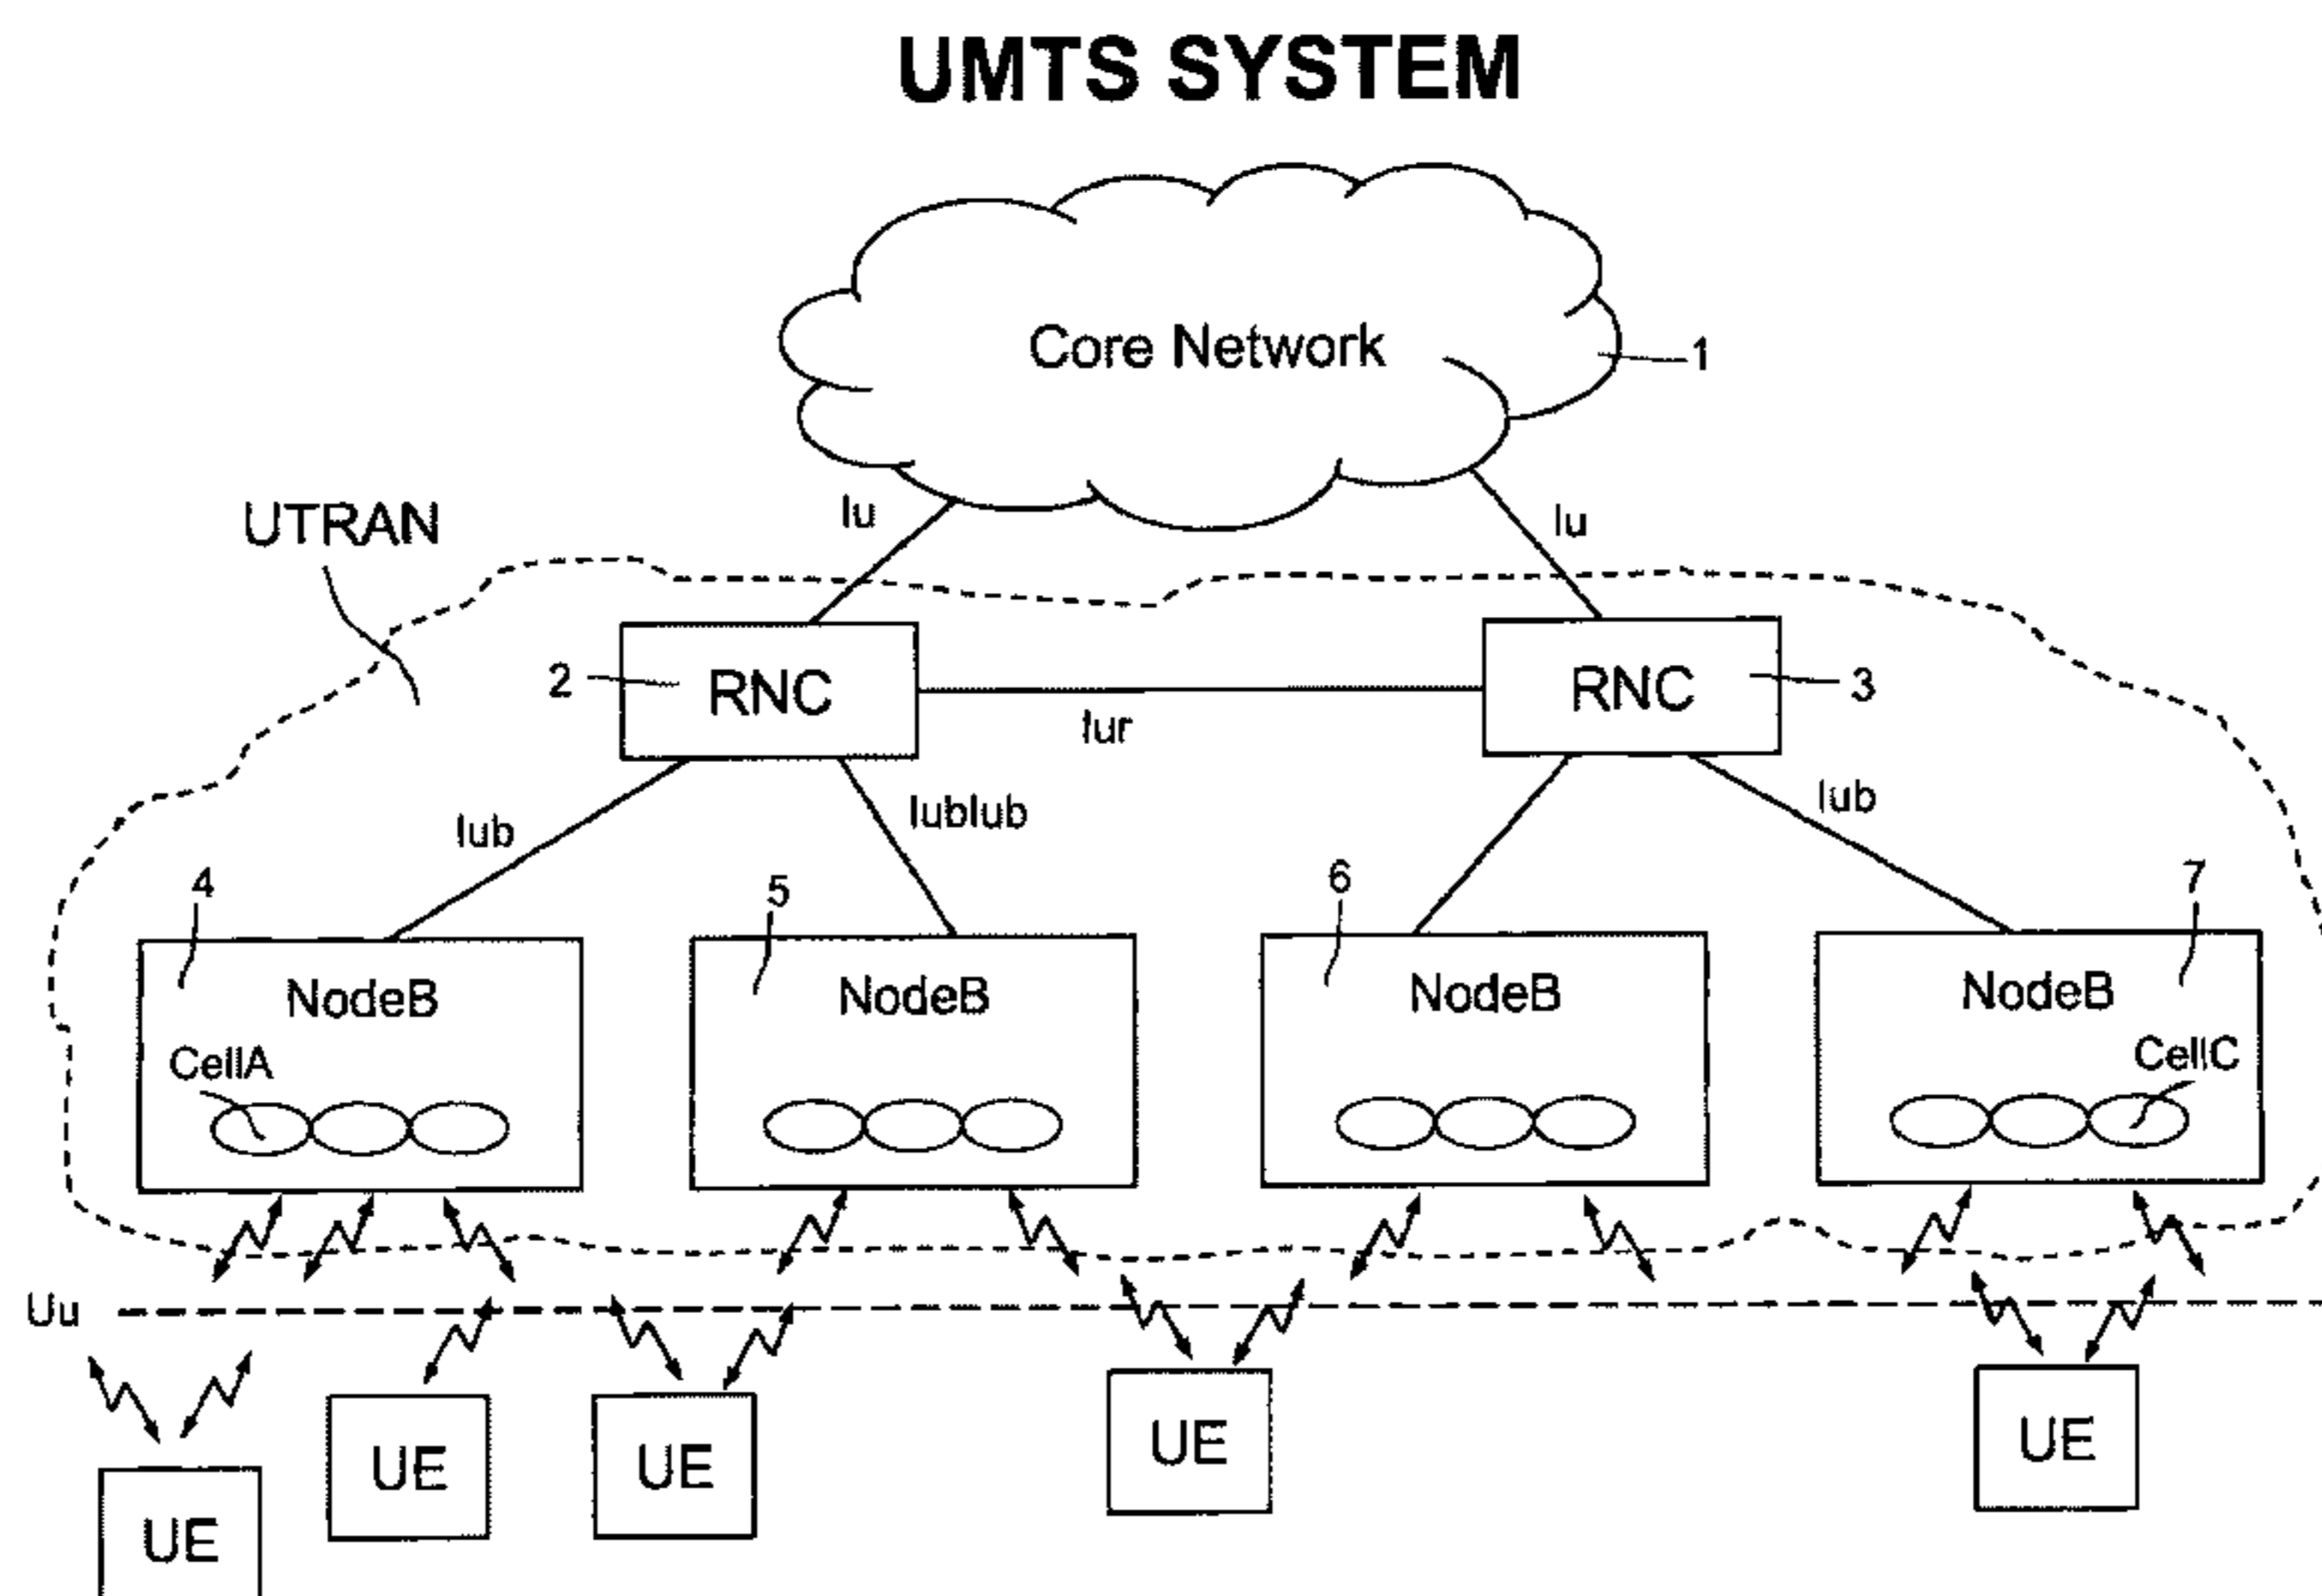 UMTS SYSTEM
Core Network
1
Iu
Iu
UTRAN
2
RNC
RNC
3
Iur
Iub
IubIub
Iub
4
5
6
7
NodeB
NodeB
NodeB
NodeB
CellA
CellC
Uu
UE
UE
UE
UE
UE